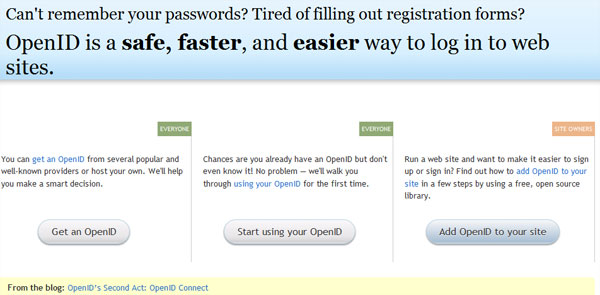 Can't remember your passwords? Tired of filling out registration forms?
OpenID is a safe, faster, and easier way to log in to web
sites.
EVERYONE
You can get an OpenID from several popular and
well-known providers or host your own. We'll help
you make a smart decision.
Get an OpenID
EVERYONE
Chances are you already have an OpenID but don't
even know it! No problem — we'll walk you
through using your OpenID for the first time.
Start using your OpenID
SITE OWNERS
Run a web site and want to make it easier to sign
up or sign in? Find out how to add OpenID to your
site in a few steps by using a free, open source
library.
Add OpenID to your site
From the blog: OpenID's Second Act: OpenID Connect